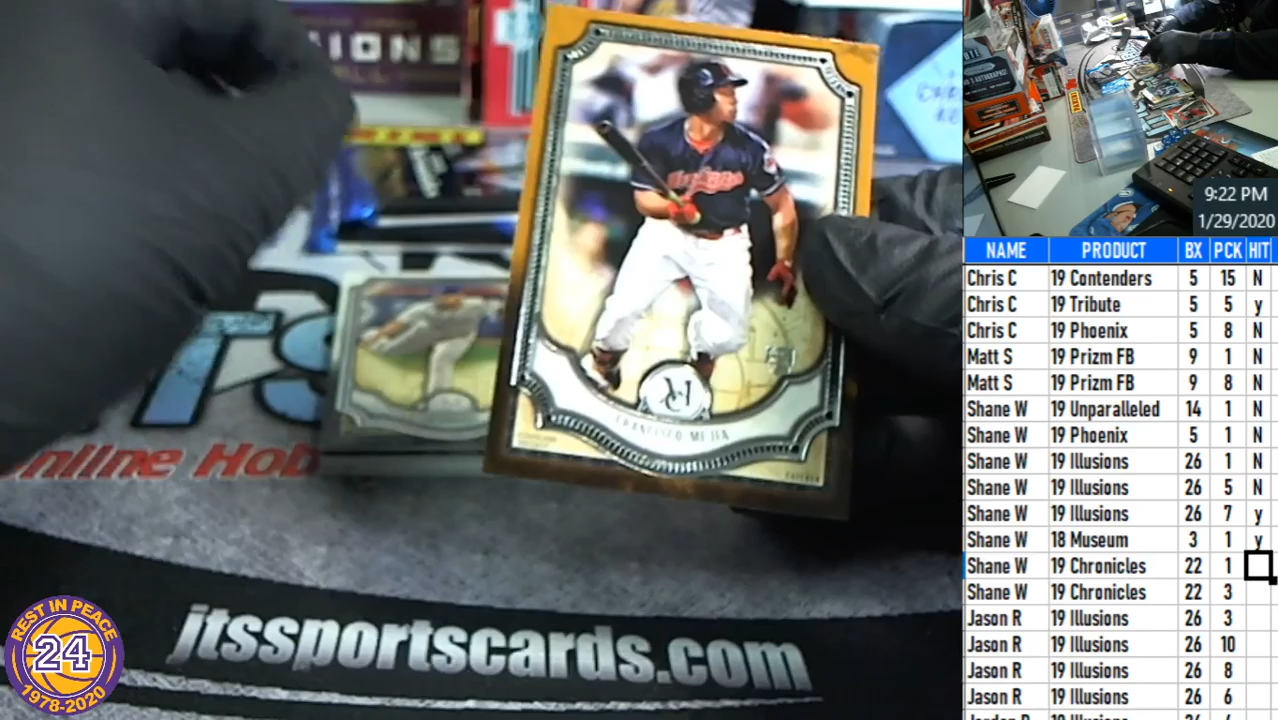 IONS
FRANCISCO MEJIA
nline Hob
jtssportscards.com
REST IN PEACE
24
1978-2020
9:22 PM
1/29/2020
NAME PRODUCT BX PCK HIT
Chris C 19 Contenders 5 15 N
Chris C 19 Tribute 5 5 y
Chris C 19 Phoenix 5 8 N
Matt S 19 Prizm FB 9 1 N
Matt S 19 Prizm FB 9 8 N
Shane W 19 Unparalleled 14 1 N
Shane W 19 Phoenix 5 1 N
Shane W 19 Illusions 26 1 N
Shane W 19 Illusions 26 5 N
Shane W 19 Illusions 26 7 y
Shane W 18 Museum 3 1 y
Shane W 19 Chronicles 22 1
Shane W 19 Chronicles 22 3
Jason R 19 Illusions 26 3
Jason R 19 Illusions 26 10
Jason R 19 Illusions 26 8
Jason R 19 Illusions 26 6